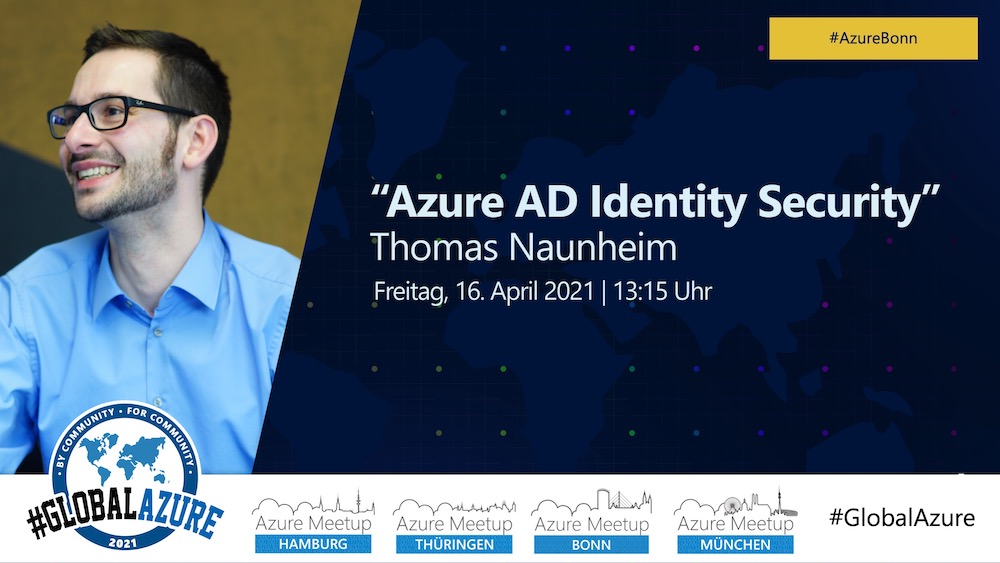 #AzureBonn
“Azure AD Identity Security”
Thomas Naunheim
Freitag, 16. April 2021 | 13:15 Uhr
BY COMMUNITY • FOR COMMUNITY
#GLOBALAZURE
2021
Azure Meetup
HAMBURG
Azure Meetup
THÜRINGEN
Azure Meetup
BONN
Azure Meetup
MÜNCHEN
#GlobalAzure